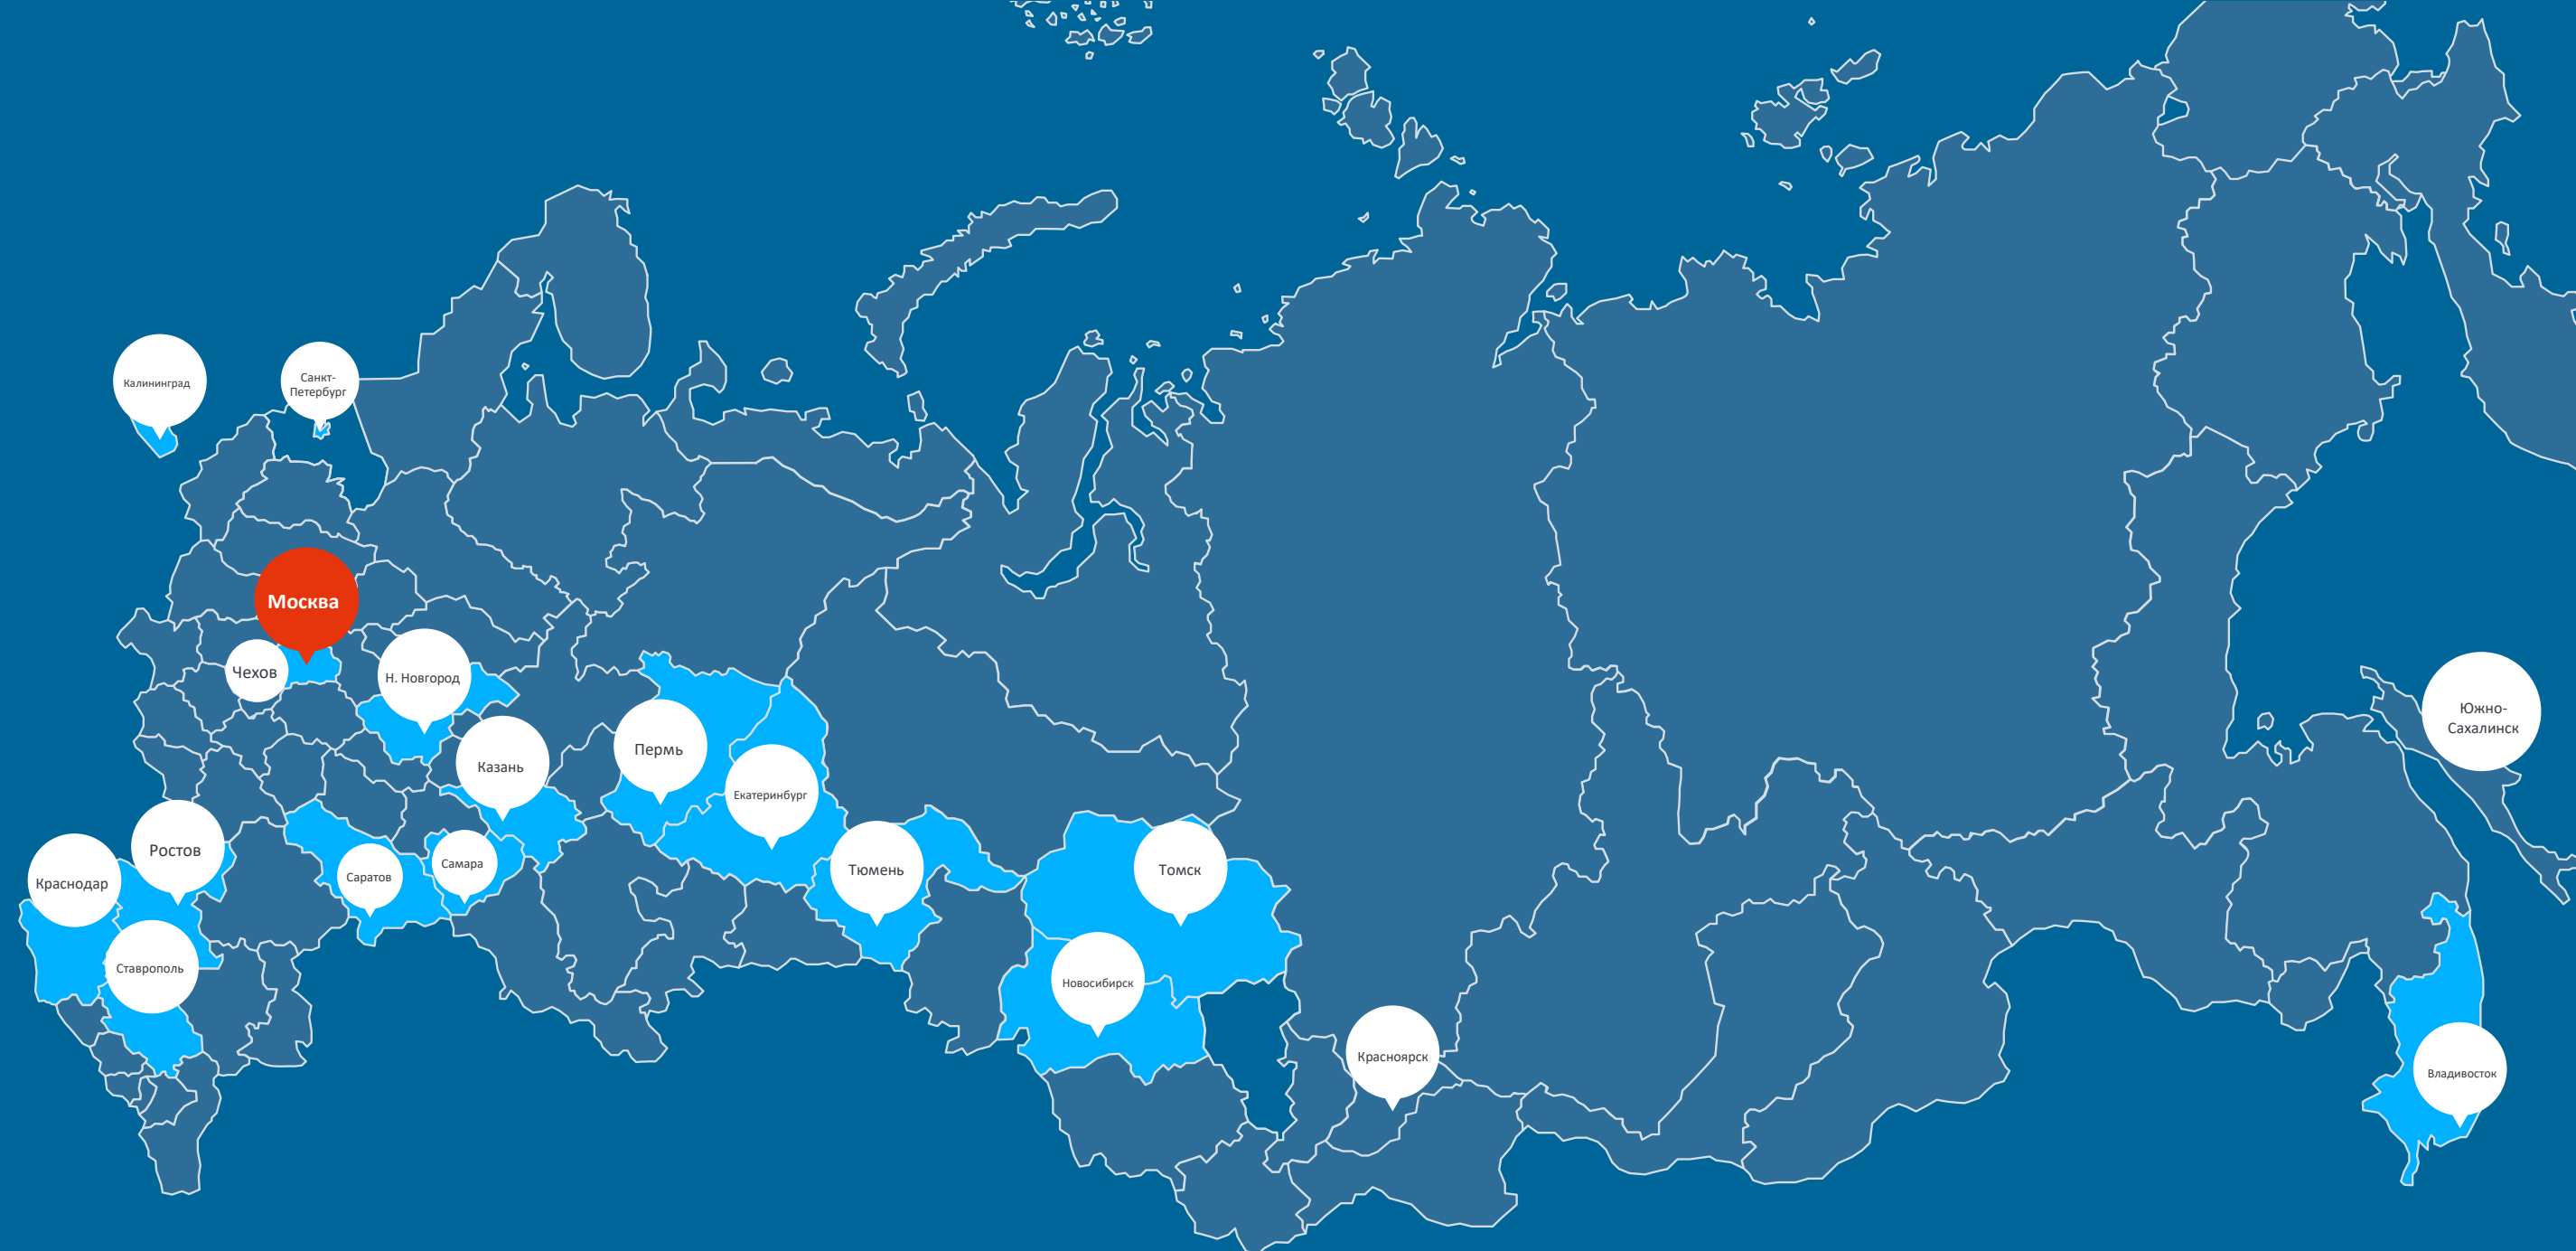 Калининград
Санкт-
Петербург
Москва
Чехов
Н. Новгород
Южно-
Сахалинск
Пермь
Казань
Екатеринбург
Ростов
Самара
Тюмень
Томск
Саратов
Краснодар
Ставрополь
Новосибирск
Красноярск
Владивосток